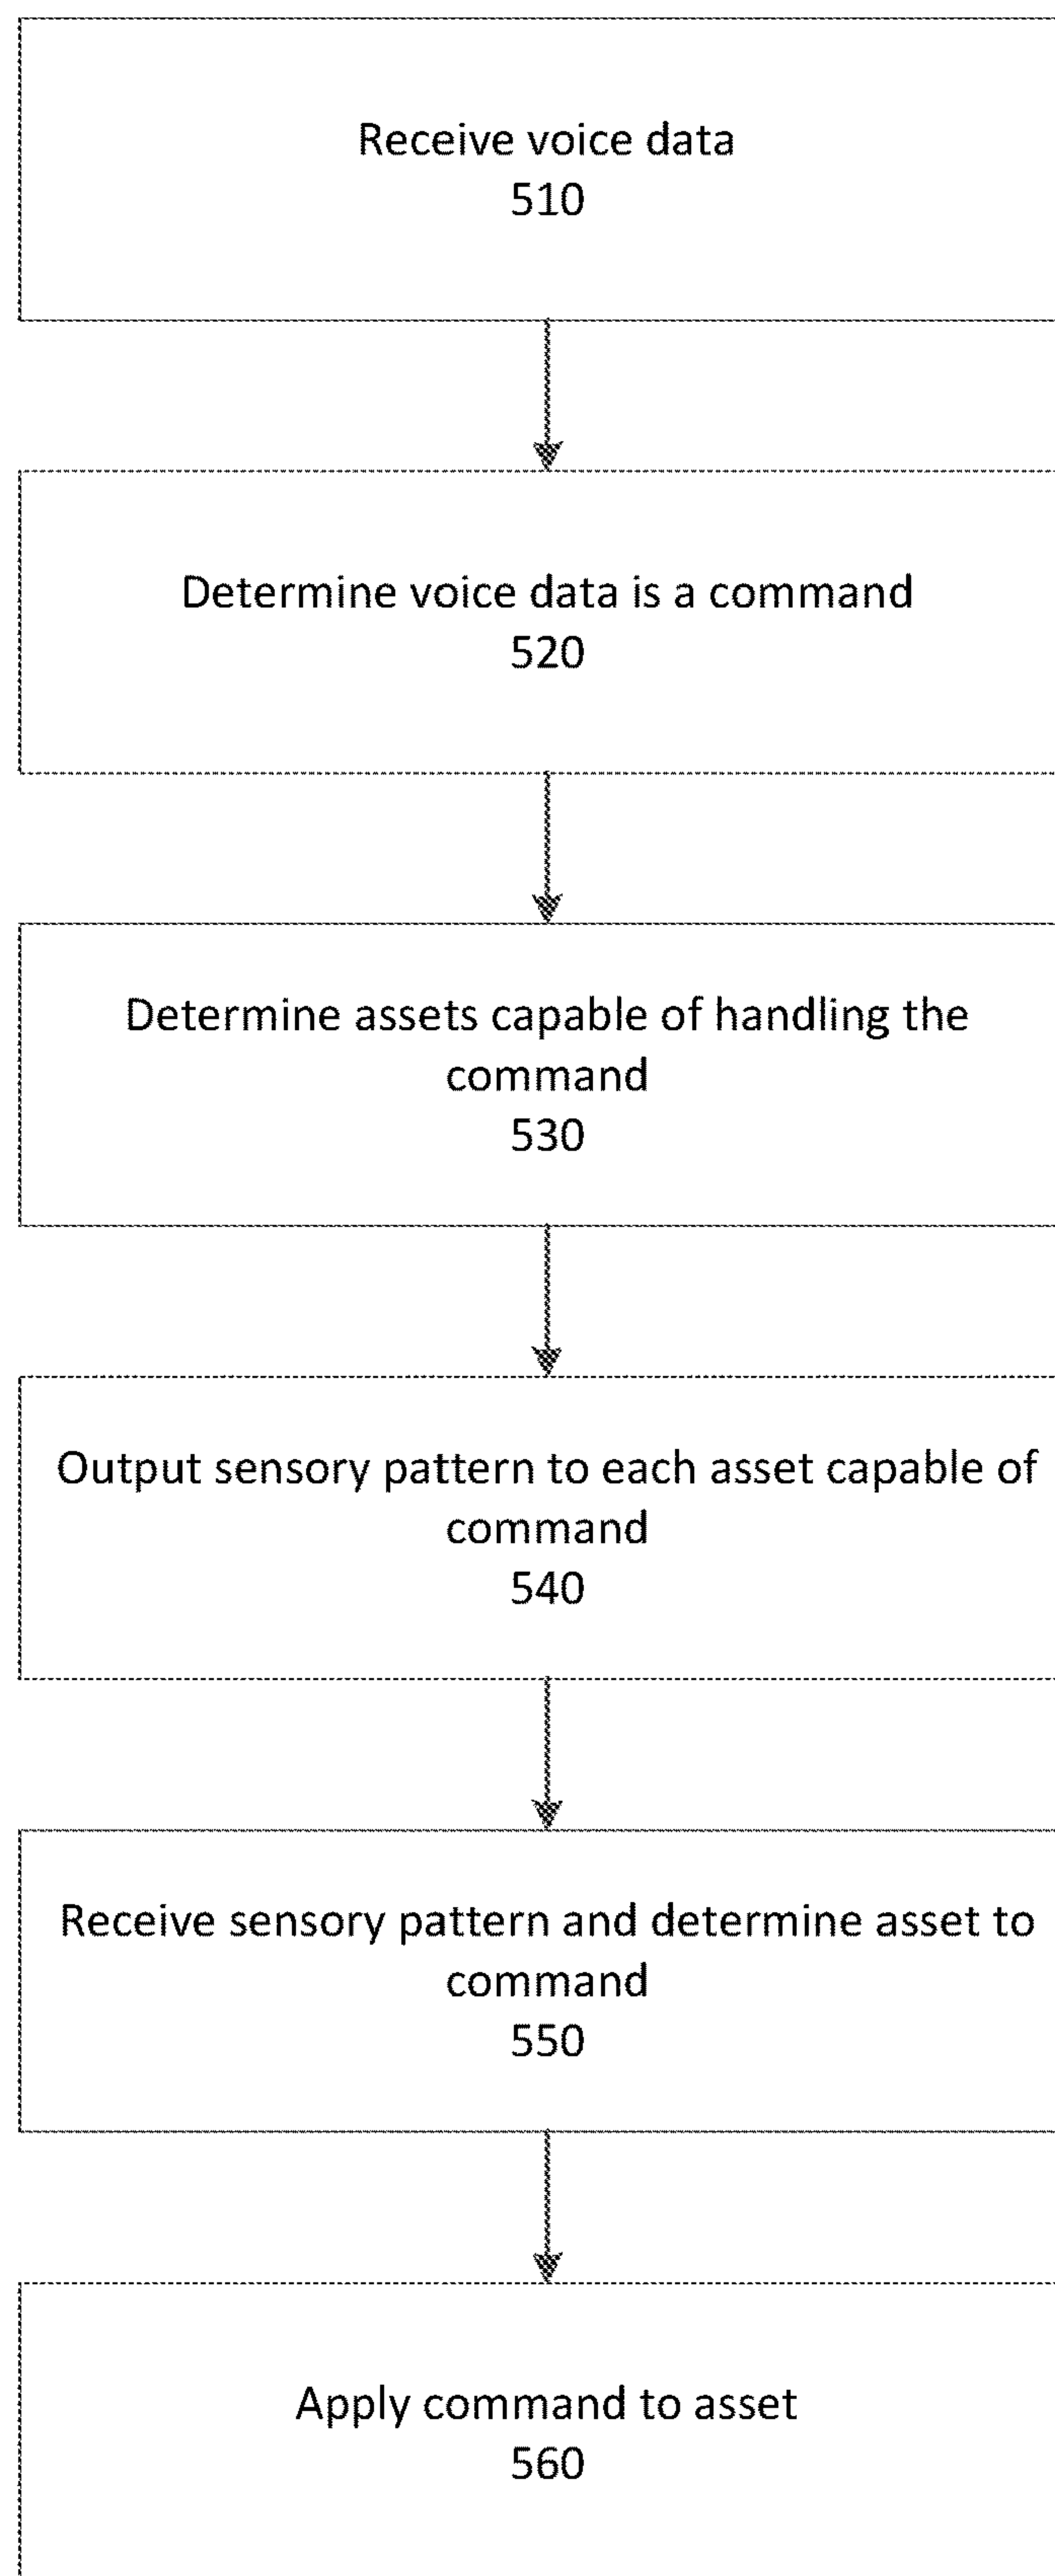 Receive voice data
510
Determine voice data is a command
520
Determine assets capable of handling the
command
530
Output sensory pattern to each asset capable of
command
540
Receive sensory pattern and determine asset to
command
550
Apply command to asset
560